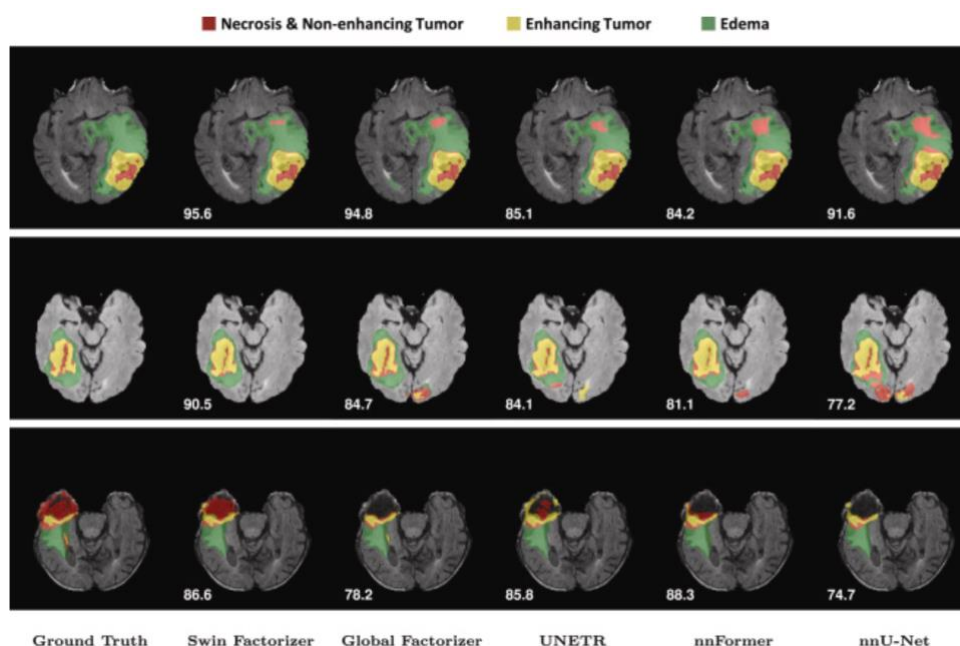 Necrosis & Non-enhancing Tumor Enhancing Tumor Edema
95.6 94.8 85.1 84.2 91.6
90.5 84.7 84.1 81.1 77.2
86.6 78.2 85.8 88.3 74.7
Ground Truth Swin Factorizer Global Factorizer UNETR nnFormer nnU-Net